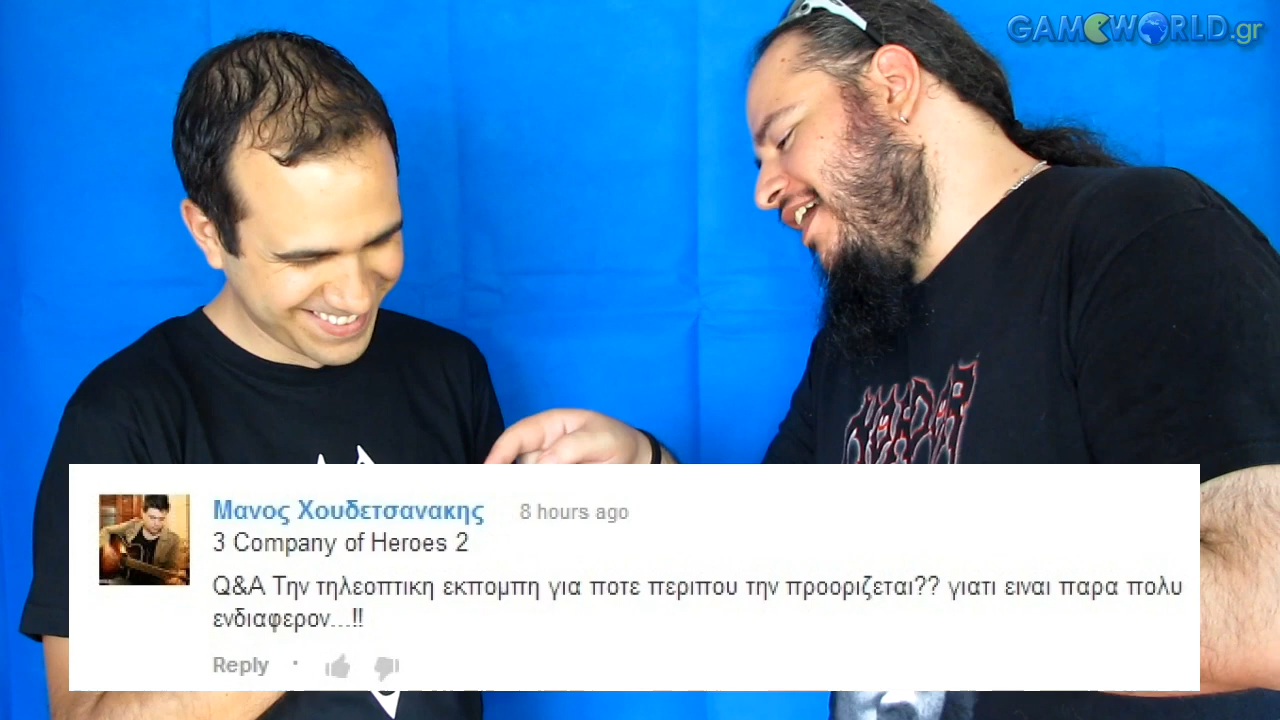 GAMEWORLD.gr
Μανος Χουδετσανακης 8 hours ago
3 Company of Heroes 2
Q&A Την τηλεοπτικη εκπομπη για ποτε περιπου την προοριζεται?? γιατι ειναι παρα πολυ
ενδιαφερον...!!
Reply